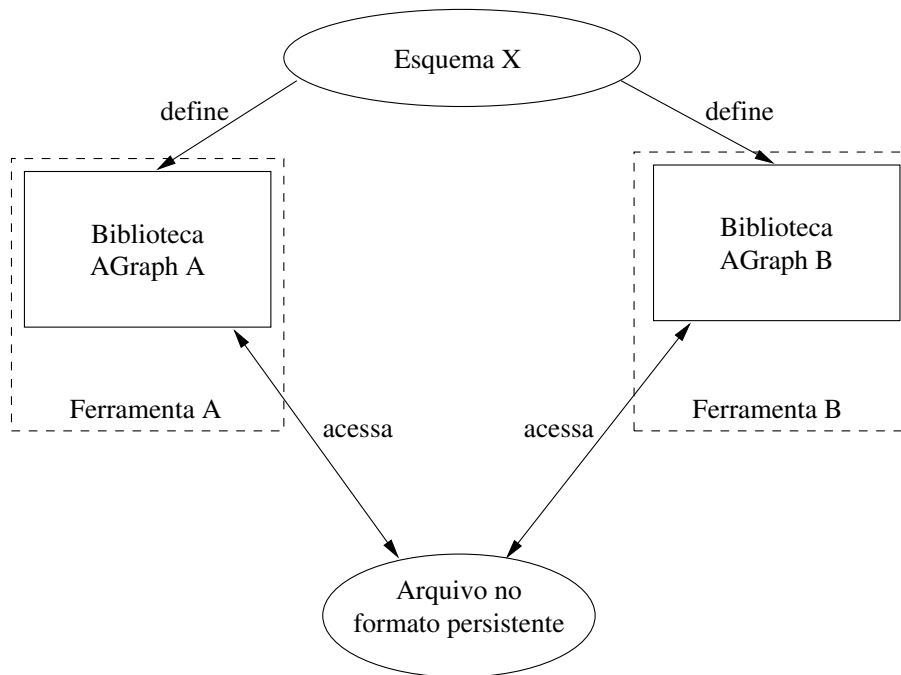 Esquema X
define
define
Biblioteca
AGraph A
Biblioteca
AGraph B
Ferramenta A
Ferramenta B
acessa
acessa
Arquivo no
formato persistente